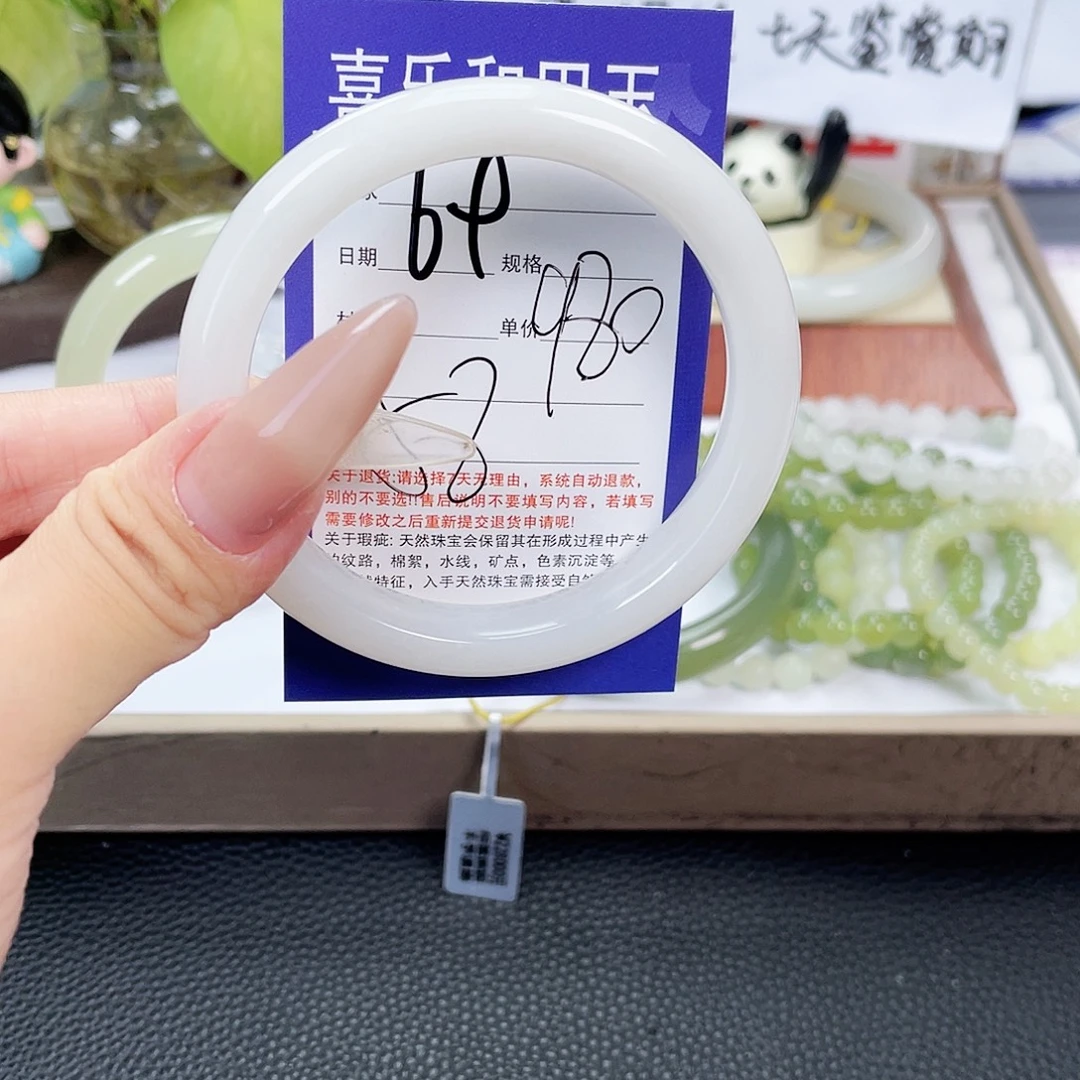 喜乐和田玉
七天鉴赏期
64
日期 规格
单价 980
关于退货:请选择7天无理由，系统自动退款，
别的不要选!!售后说明不要填写内容，若填写
需要修改之后重新提交退货申请呢!
关于瑕疵: 天然珠宝会保留其在形成过程中产生
的纹路，棉絮，水线，矿点，色素沉淀等
特征，入手天然珠宝需接受自然